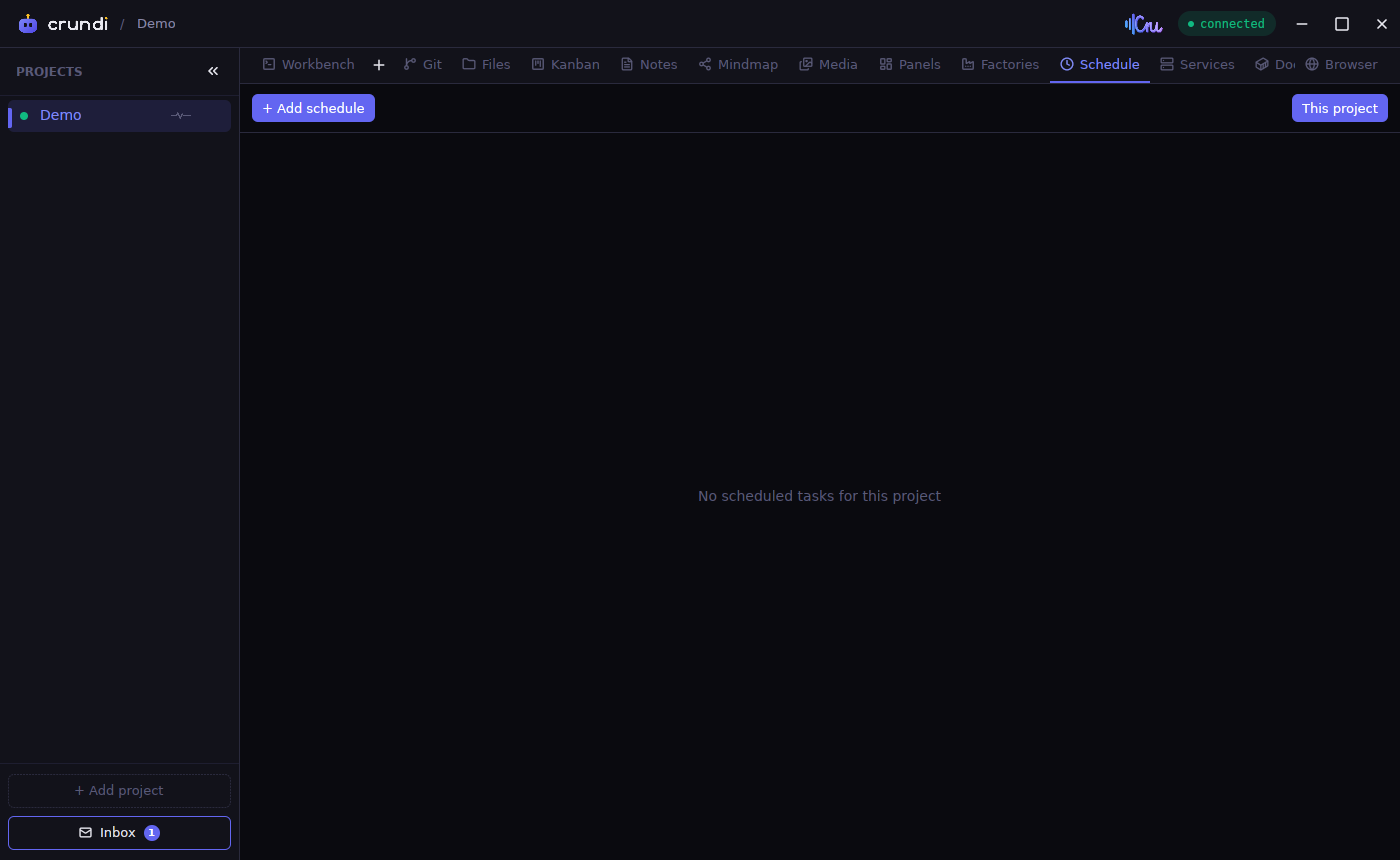 crundi / Demo
Cru
connected
PROJECTS
Workbench
Git
Files
Kanban
Notes
Mindmap
Media
Panels
Factories
Schedule
Services
Browser
Demo
+ Add schedule
This project
No scheduled tasks for this project
+ Add project
Inbox 1